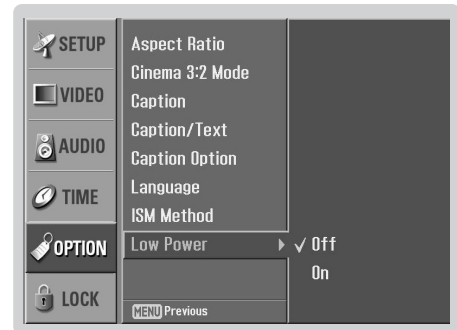 SETUP
VIDEO
AUDIO
TIME
OPTION
LOCK
Aspect Ratio
Cinema 3:2 Mode
Caption
Caption/Text
Caption Option
Language
ISM Method
Low Power
MENU Previous
✓ Off
On